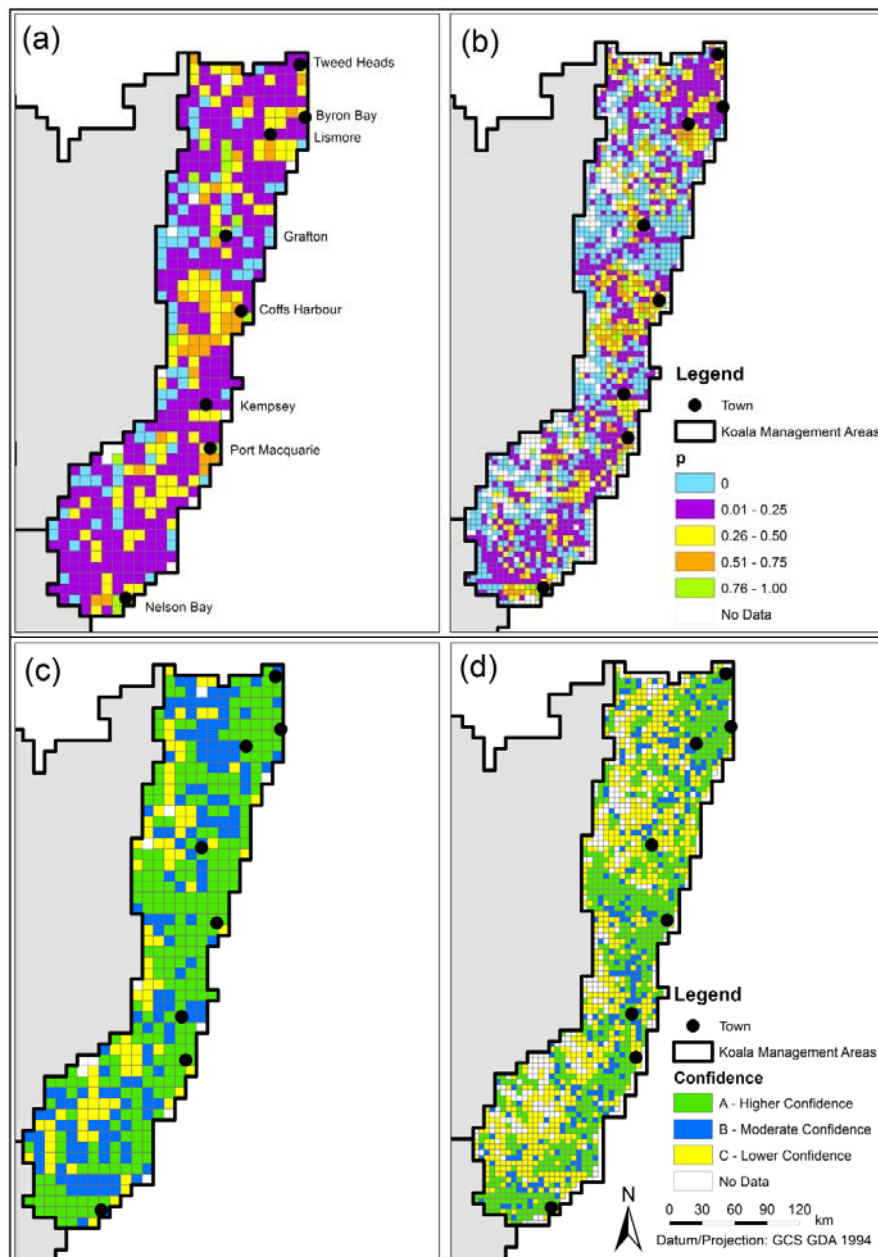 (a)
Tweed Heads
Byron Bay
Lismore
Grafton
Coffs Harbour
Kempsey
Port Macquarie
Nelson Bay
(b)
Legend
Town
Koala Management Areas
p
0
0.01 - 0.25
0.26 - 0.50
0.51 - 0.75
0.76 - 1.00
No Data
(c)
(d)
Legend
Town
Koala Management Areas
Confidence
A - Higher Confidence
B - Moderate Confidence
C - Lower Confidence
No Data
N
0 30 60 90 120
km
Datum/Projection: GCS GDA 1994